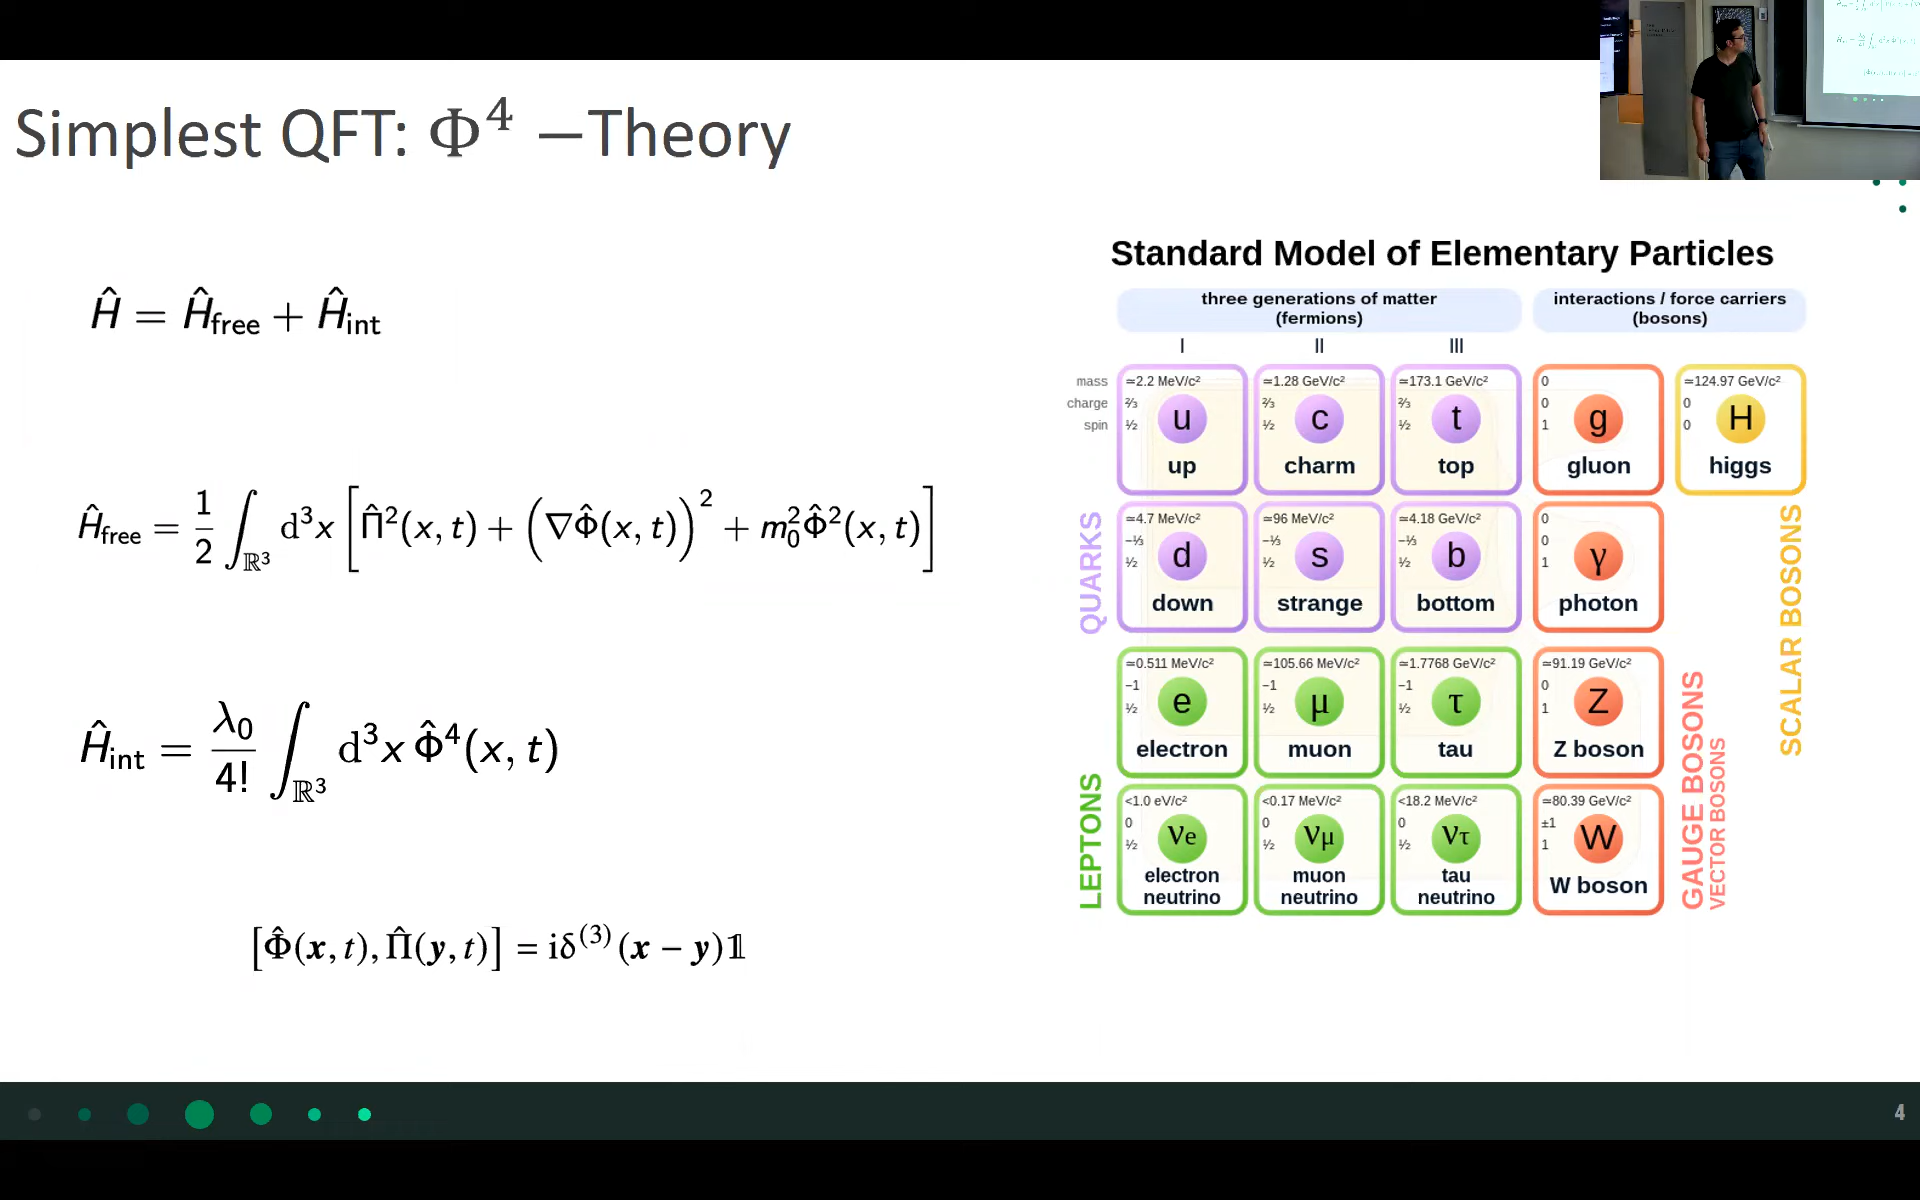 Simplest QFT: Φ⁴ –Theory
Ĥ = Ĥ_free + Ĥ_int
Ĥ_free = 1/2 ∫_ℝ³ d³x [Π̂²(x, t) + (∇Φ̂(x, t))² + m₀²Φ̂²(x, t)]
Ĥ_int = λ₀/4! ∫_ℝ³ d³x Φ̂⁴(x, t)
[Φ̂(x, t), Π̂(y, t)] = iδ⁽³⁾(x − y)𝟙
Standard Model of Elementary Particles
three generations of matter
(fermions)
interactions / force carriers
(bosons)
I II III
mass
charge
spin
≃2.2 MeV/c²
⅔
½
u
up
≃1.28 GeV/c²
⅔
½
c
charm
≃173.1 GeV/c²
⅔
½
t
top
0
0
1
g
gluon
≃124.97 GeV/c²
0
0
H
higgs
QUARKS
≃4.7 MeV/c²
−⅓
½
d
down
≃96 MeV/c²
−⅓
½
s
strange
≃4.18 GeV/c²
−⅓
½
b
bottom
0
0
1
γ
photon
SCALAR BOSONS
LEPTONS
≃0.511 MeV/c²
−1
½
e
electron
≃105.66 MeV/c²
−1
½
μ
muon
≃1.7768 GeV/c²
−1
½
τ
tau
≃91.19 GeV/c²
0
1
Z
Z boson
<1.0 eV/c²
0
½
νe
electron
neutrino
<0.17 MeV/c²
0
½
νμ
muon
neutrino
<18.2 MeV/c²
0
½
ντ
tau
neutrino
≃80.39 GeV/c²
±1
1
W
W boson
GAUGE BOSONS
VECTOR BOSONS
4